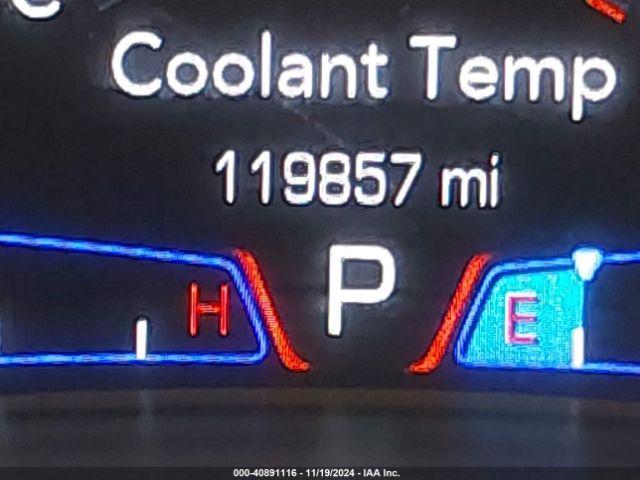 Coolant Temp
119857 mi
P
H
E
000-40891116 - 11/19/2024 - IAA Inc.